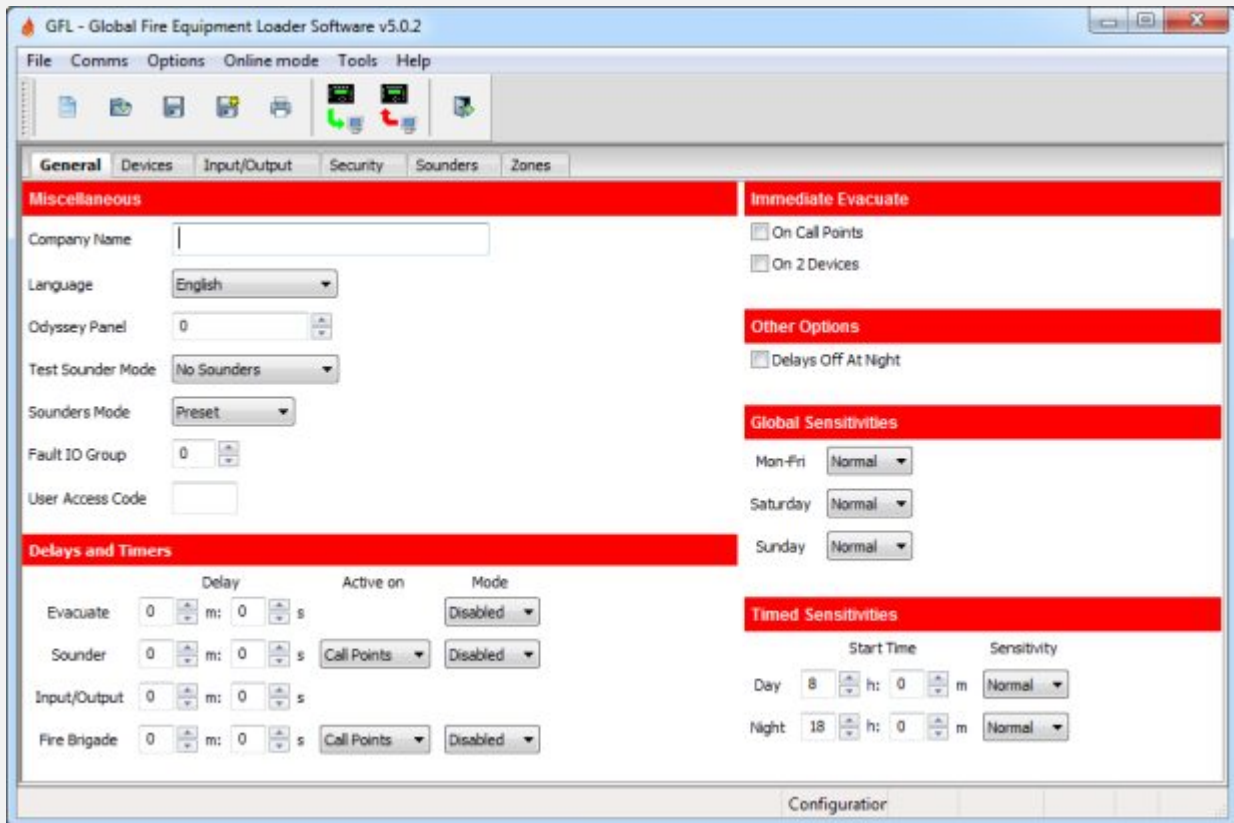 GFL - Global Fire Equipment Loader Software v5.0.2
File Comms Options Online mode Tools Help
General Devices Input/Output Security Sounders Zones
Miscellaneous
Company Name
Language English
Odyssey Panel 0
Test Sounder Mode No Sounders
Sounders Mode Preset
Fault IO Group 0
User Access Code
Delays and Timers
Delay Active on Mode
Evacuate 0 m: 0 s Disabled
Sounder 0 m: 0 s Call Points Disabled
Input/Output 0 m: 0 s
Fire Brigade 0 m: 0 s Call Points Disabled
Immediate Evacuate
On Call Points
On 2 Devices
Other Options
Delays Off At Night
Global Sensitivities
Mon-Fri Normal
Saturday Normal
Sunday Normal
Timed Sensitivities
Start Time Sensitivity
Day 8 h: 0 m Normal
Night 18 h: 0 m Normal
Configuration